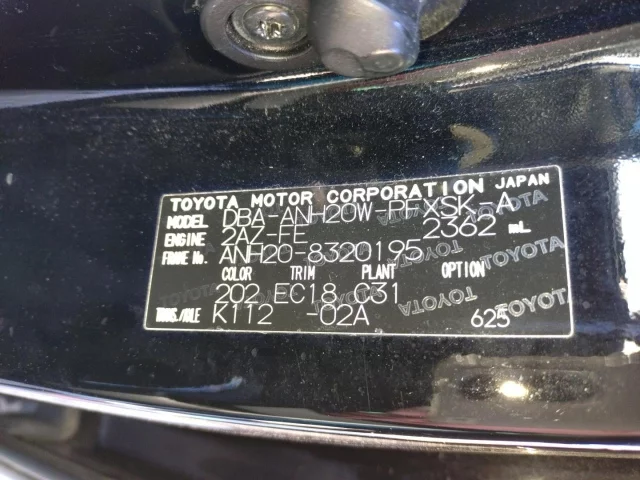 TOYOTA MOTOR CORPORATION JAPAN
MODEL DBA-ANH20W-PFXSK-A
ENGINE 2AZ-FE 2362 mL
FRAME No. ANH20-8320195
COLOR TRIM PLANT OPTION
202 EC18 C31
TRANS./AXLE K112 -02A 625